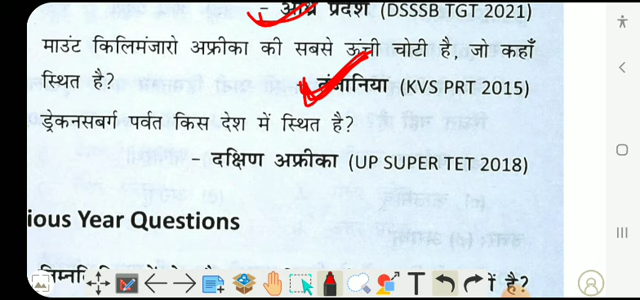 – आंध्र प्रदेश (DSSSB TGT 2021)
माउंट किलिमंजारो अफ्रीका की सबसे ऊंची चोटी है, जो कहाँ
स्थित है? – तंजानिया (KVS PRT 2015)
ड्रेकनसबर्ग पर्वत किस देश में स्थित है?
– दक्षिण अफ्रीका (UP SUPER TET 2018)
ious Year Questions
है?